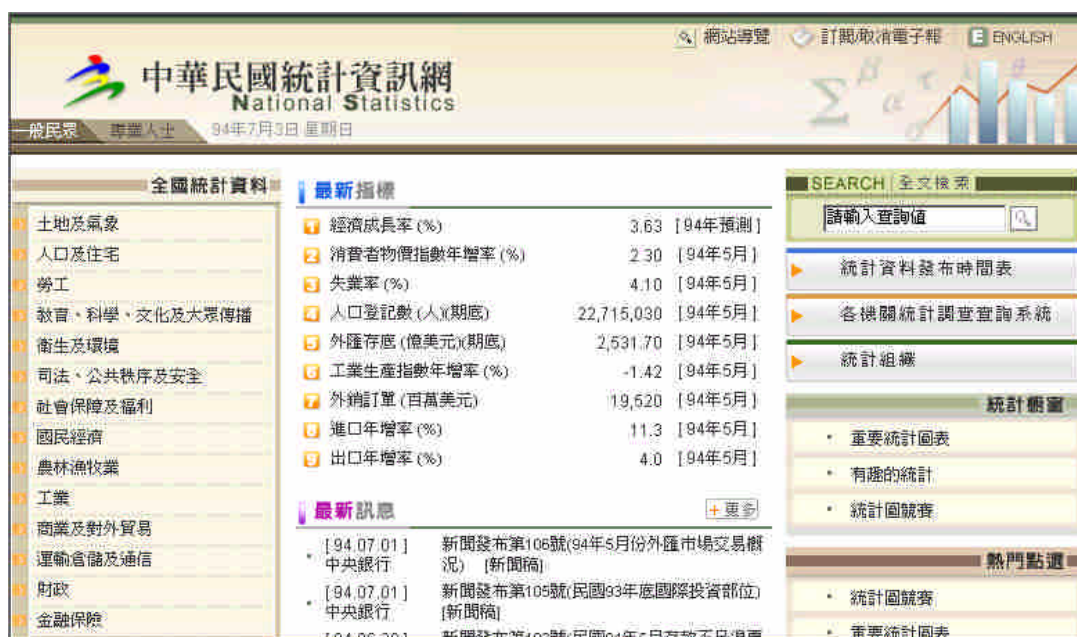 網站導覽 訂閱/取消電子報 E ENGLISH
中華民國統計資訊網
National Statistics
一般民眾 專業人士 94年7月3日 星期日
全國統計資料
土地及氣象
人口及住宅
勞工
教育、科學、文化及大眾傳播
衛生及環境
司法、公共秩序及安全
社會保障及福利
國民經濟
農林漁牧業
工業
商業及對外貿易
運輸倉儲及通信
財政
金融保險
最新指標
1 經濟成長率(%) 3.63 [94年預測]
2 消費者物價指數年增率(%) 2.30 [94年5月]
3 失業率(%) 4.10 [94年5月]
4 人口登記數(人)(期底) 22,715,030 [94年5月]
5 外匯存底(億美元)(期底) 2,531.70 [94年5月]
6 工業生產指數年增率(%) -1.42 [94年5月]
7 外銷訂單(百萬美元) 19,520 [94年5月]
8 進口年增率(%) 11.3 [94年5月]
9 出口年增率(%) 4.0 [94年5月]
最新訊息 +更多
[94.07.01] 新聞發布第106號(94年5月份外匯市場交易概
中央銀行 況) [新聞稿]
[94.07.01] 新聞發布第105號(民國93年底國際投資部位)
中央銀行 [新聞稿]
SEARCH 全文檢索
請輸入查詢值
統計資料發布時間表
各機關統計調查查詢系統
統計組織
統計櫥窗
重要統計圖表
有趣的統計
統計圖競賽
熱門點選
統計圖競賽
重要統計圖表
Σ β τ α σ θ